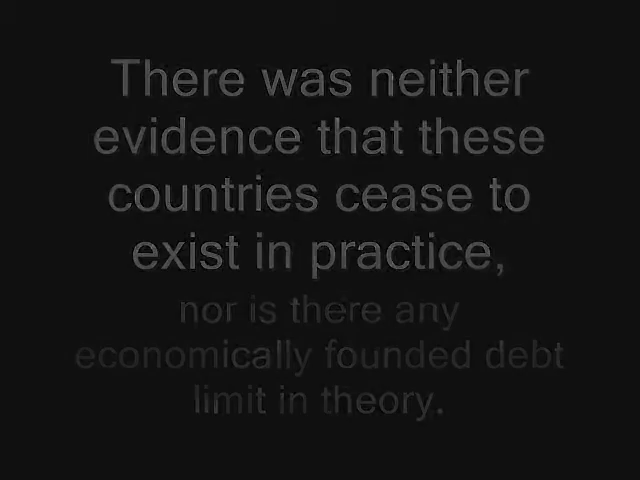 There was neither
evidence that these
countries cease to
exist in practice,
nor is there any
economically founded debt
limit in theory.